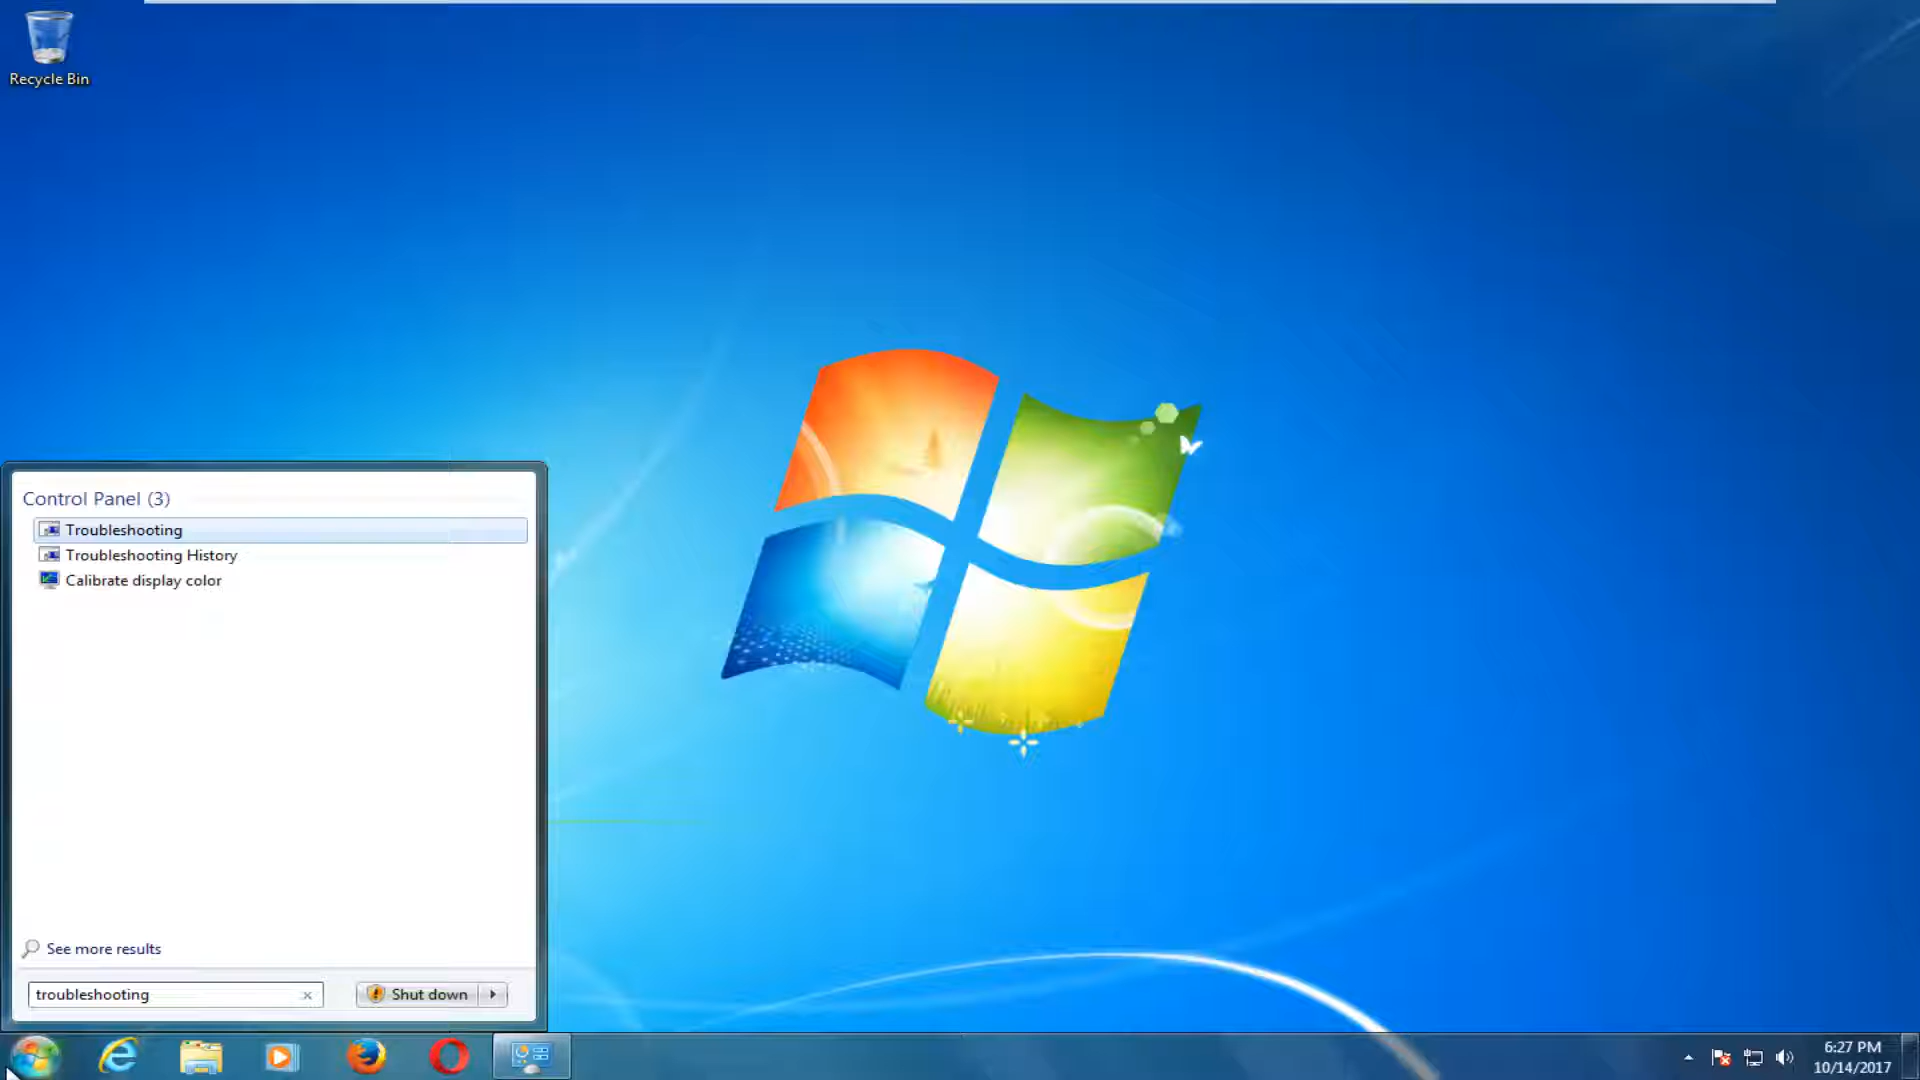 Recycle Bin
Control Panel (3)
Troubleshooting
Troubleshooting History
Calibrate display color
See more results
troubleshooting
Shut down
6:27 PM
10/14/2017